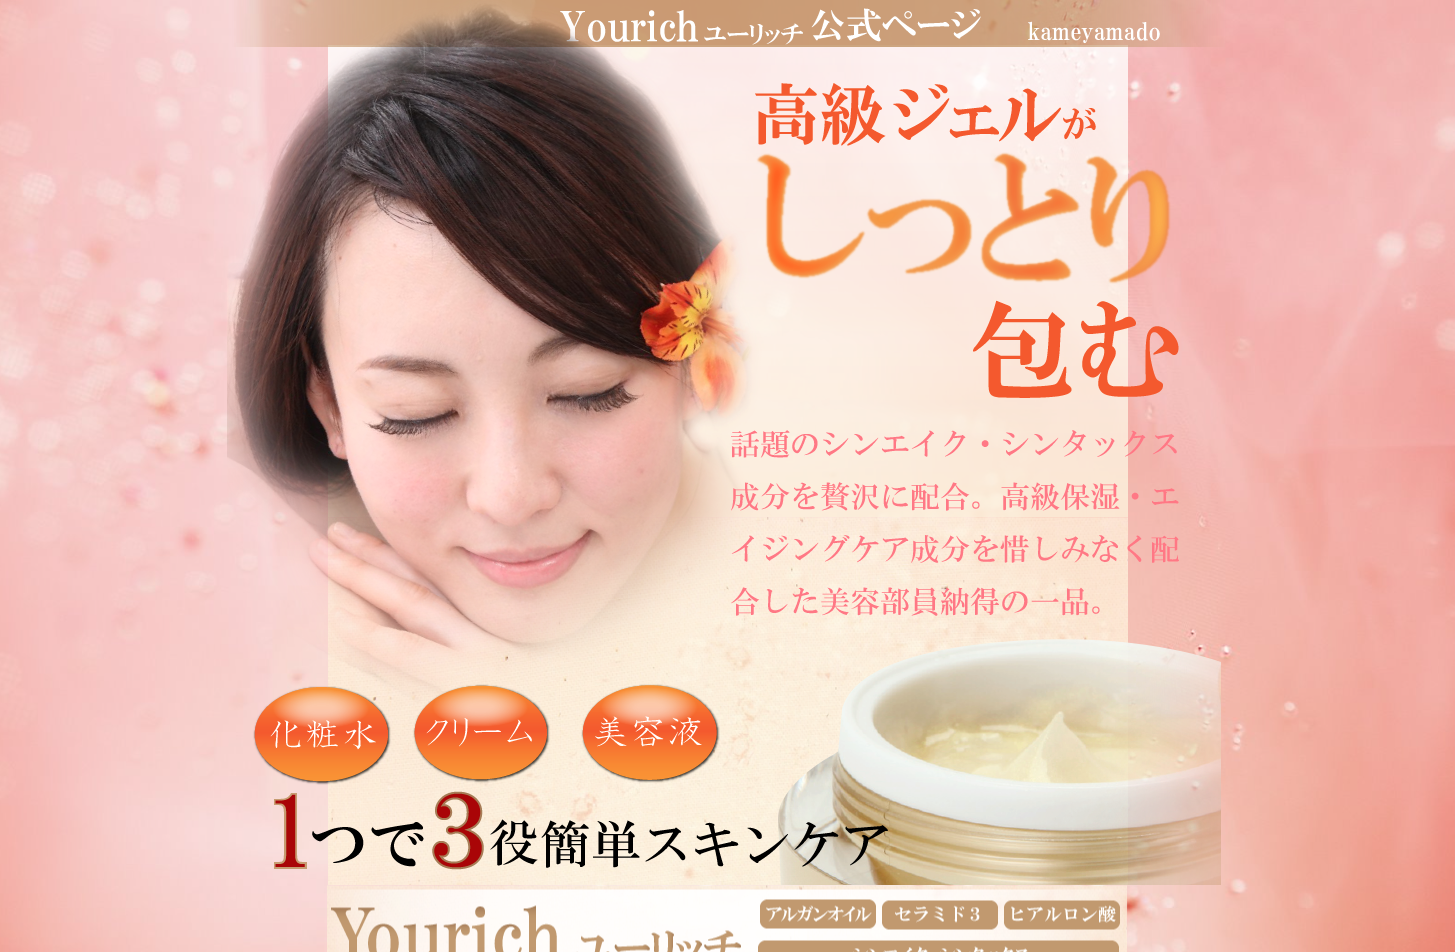 Yourich ユーリッチ 公式ページ kameyamado
高級ジェルが
しっとり
包む
話題のシンエイク・シンタックス
成分を贅沢に配合。高級保湿・エ
イジングケア成分を惜しみなく配
合した美容部員納得の一品。
化粧水 クリーム 美容液
1つで3役簡単スキンケア
Yourich ユーリッチ
アルガンオイル セラミド3 ヒアルロン酸